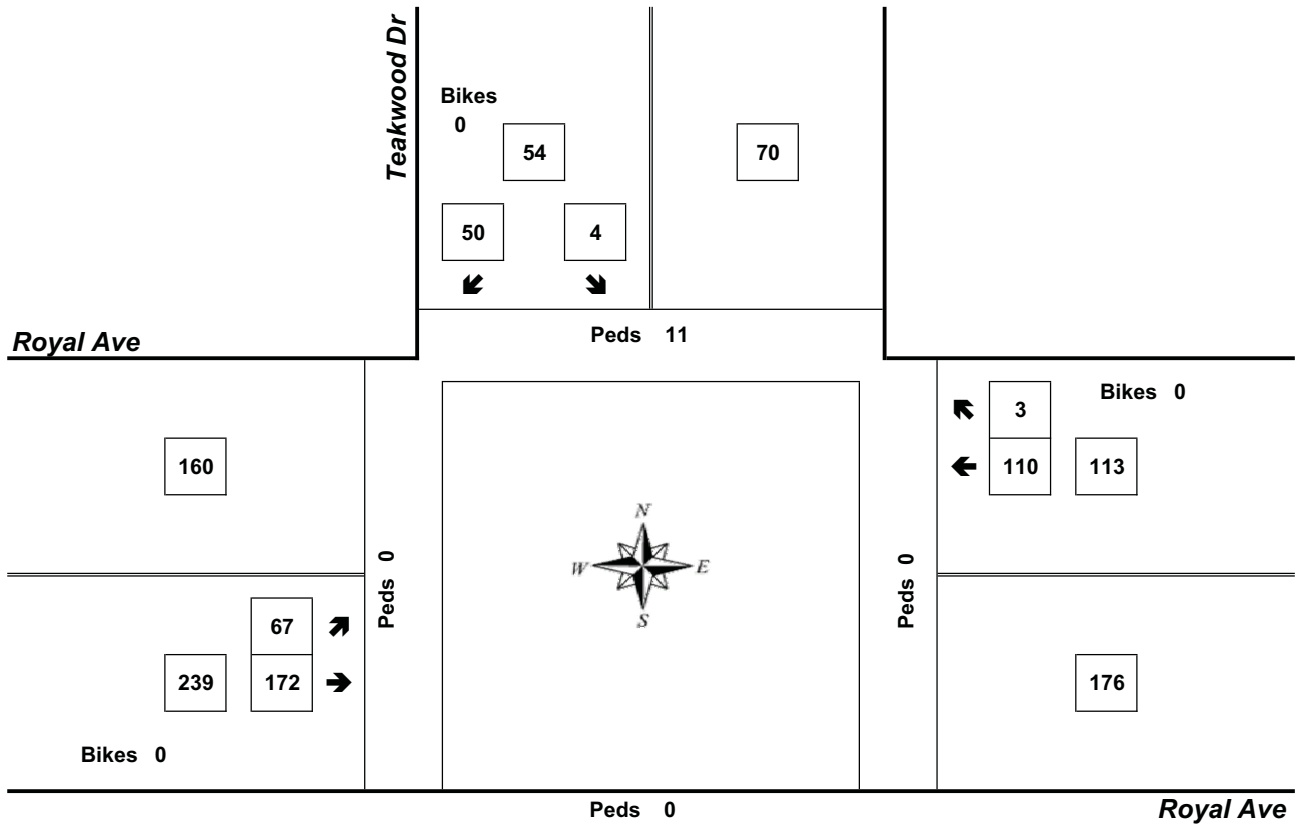 Teakwood Dr
Bikes
0
54
70
50
4
Peds 11
Royal Ave
3
Bikes 0
160
110
113
N
W
E
S
Peds 0
Peds 0
67
239
172
176
Bikes 0
Peds 0
Royal Ave